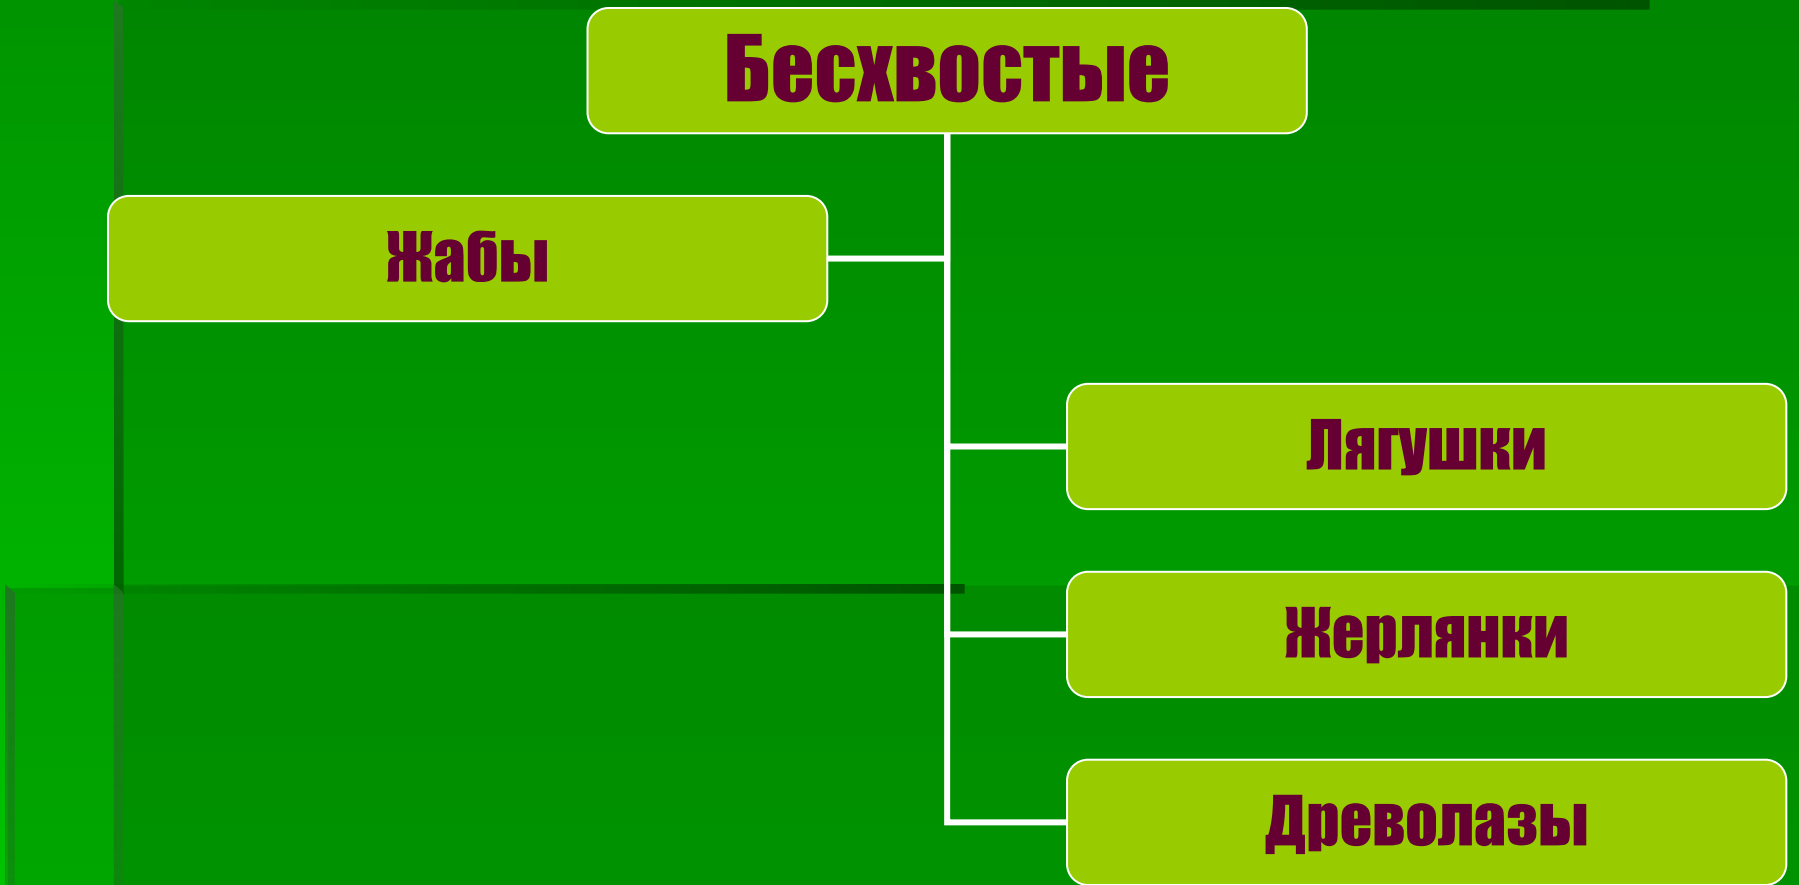 Бесхвостые
Жабы
Лягушки
Жерлянки
Древолазы